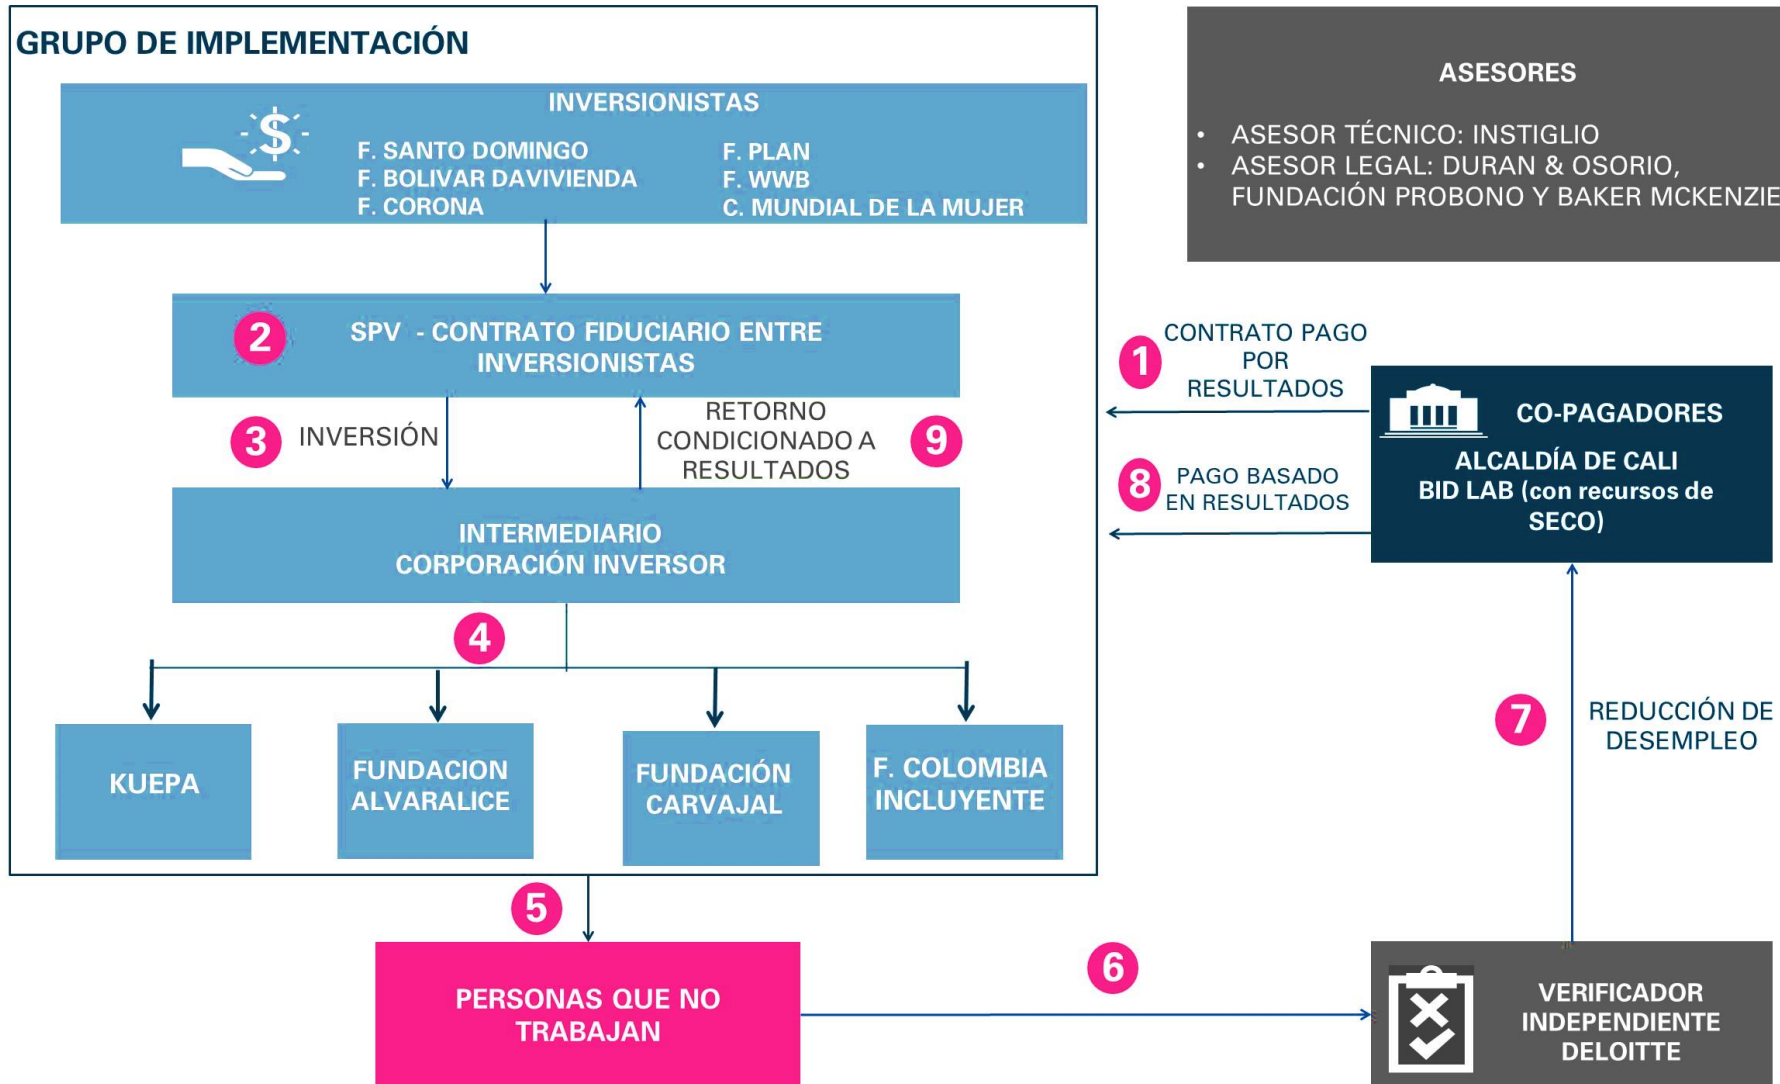 GRUPO DE IMPLEMENTACIÓN
INVERSIONISTAS
$
F. SANTO DOMINGO
F. BOLIVAR DAVIVIENDA
F. CORONA
F. PLAN
F. WWB
C. MUNDIAL DE LA MUJER
ASESORES
• ASESOR TÉCNICO: INSTIGLIO
• ASESOR LEGAL: DURAN & OSORIO,
FUNDACIÓN PROBONO Y BAKER MCKENZIE
2
SPV - CONTRATO FIDUCIARIO ENTRE
INVERSIONISTAS
1
CONTRATO PAGO
POR
RESULTADOS
3
INVERSIÓN
RETORNO
CONDICIONADO A
RESULTADOS
9
CO-PAGADORES
ALCALDÍA DE CALI
BID LAB (con recursos de
SECO)
8
PAGO BASADO
EN RESULTADOS
INTERMEDIARIO
CORPORACIÓN INVERSOR
4
KUEPA
FUNDACION
ALVARALICE
FUNDACIÓN
CARVAJAL
F. COLOMBIA
INCLUYENTE
7
REDUCCIÓN DE
DESEMPLEO
5
PERSONAS QUE NO
TRABAJAN
6
VERIFICADOR
INDEPENDIENTE
DELOITTE